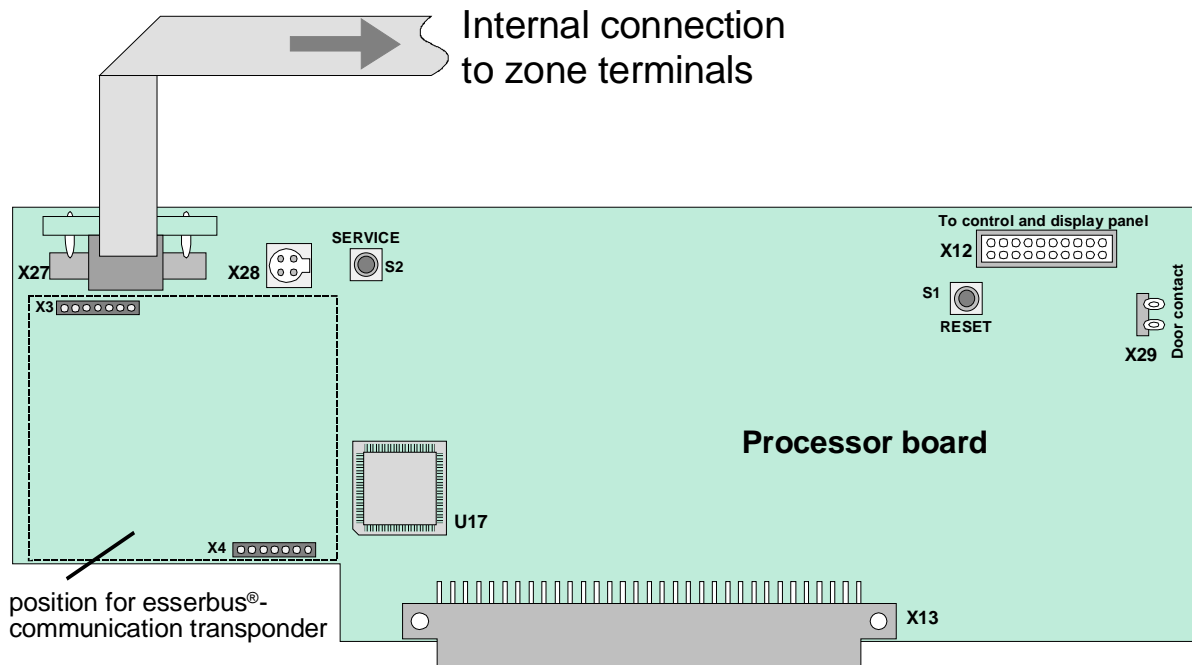 Internal connection
to zone terminals
To control and display panel
SERVICE
X12
X27
X28
S2
S1
X3
RESET
Door contact
X29
Processor board
U17
X4
position for esserbus®-
communication transponder
X13